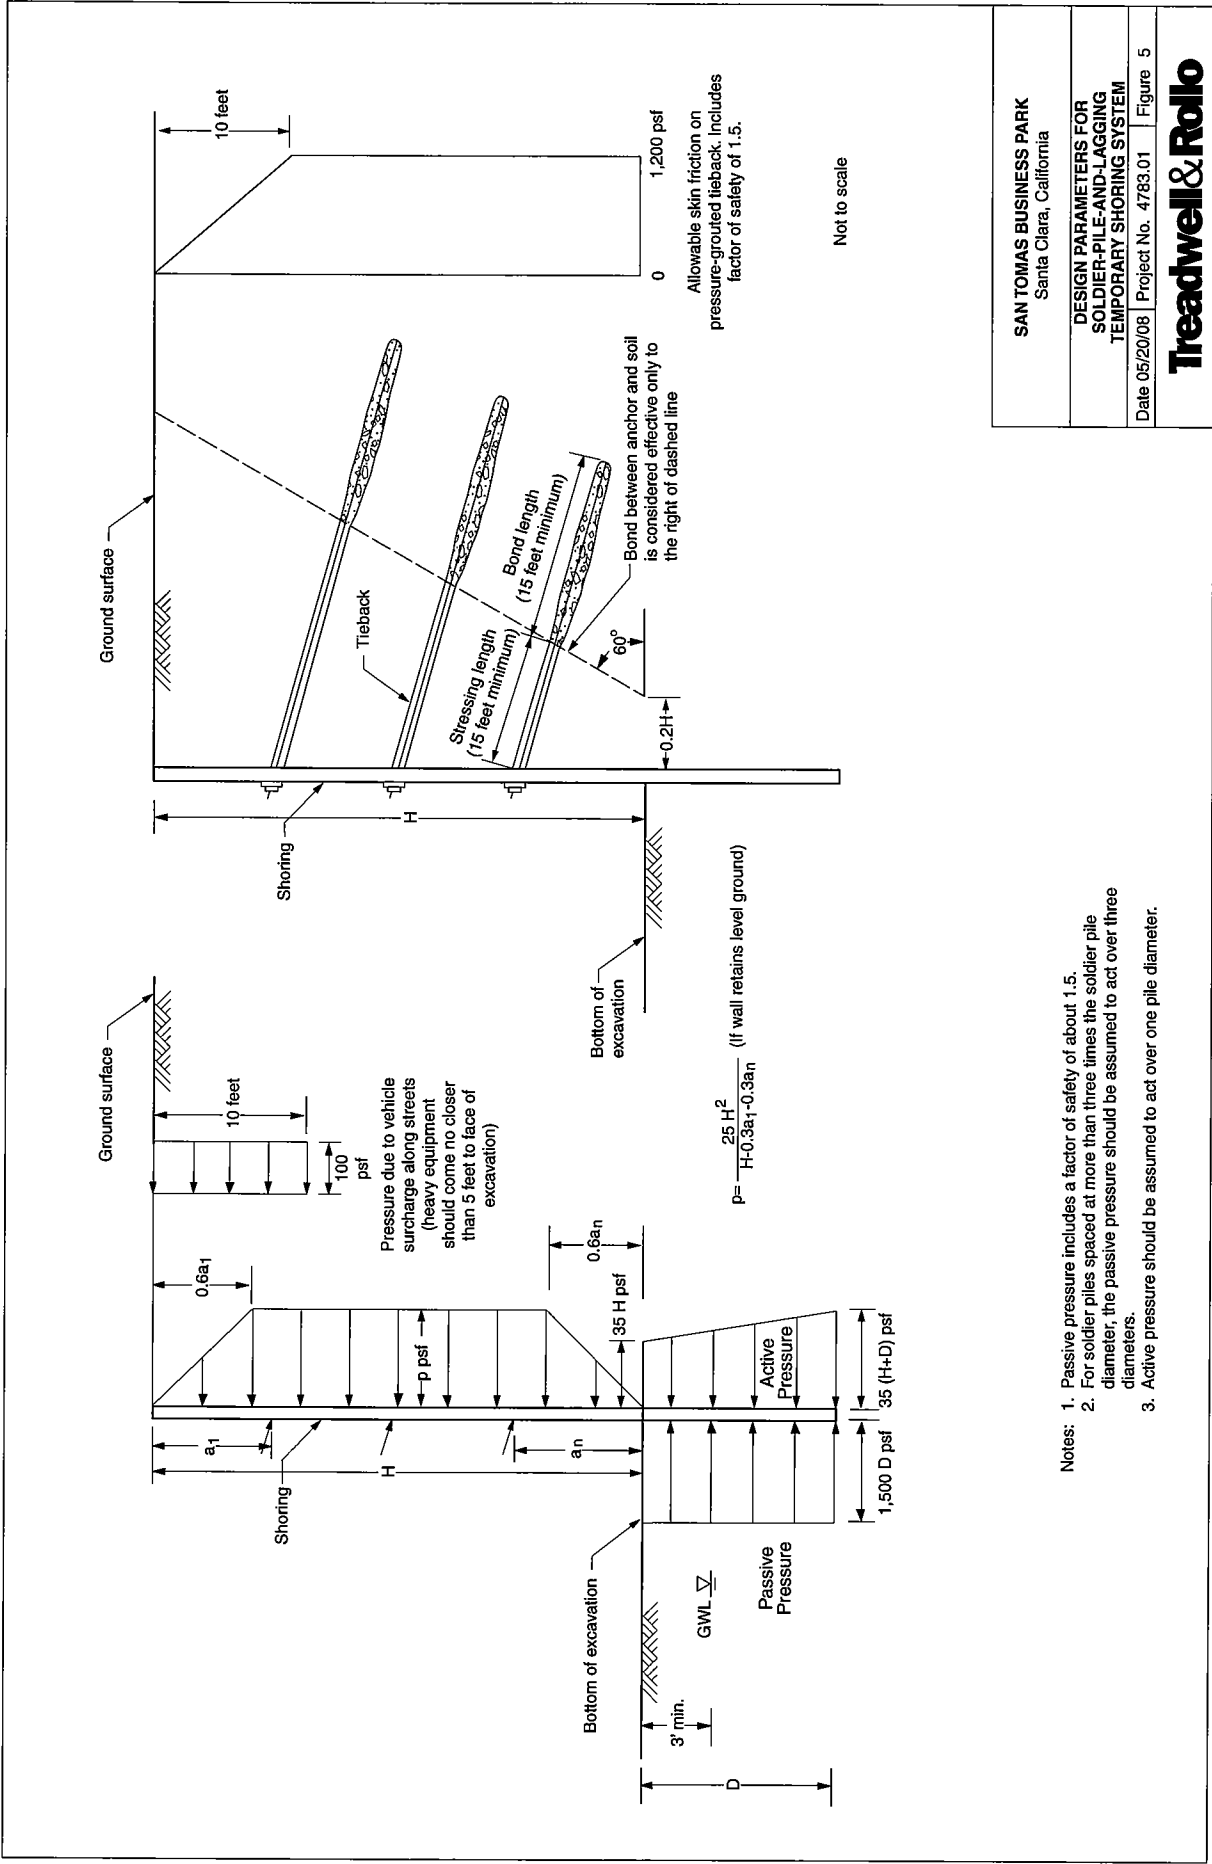 Ground surface
Ground surface
10 feet
100
psf
10 feet
Pressure due to vehicle
surcharge along streets
(heavy equipment
should come no closer
than 5 feet to face of
excavation)
0.6a1
p psf
0.6an
35 H psf
Active
Pressure
35 (H+D) psf
1,500 D psf
a1
an
H
Shoring
Bottom of excavation
GWL
Passive
Pressure
3' min.
D
Shoring
H
Bottom of
excavation
Tieback
Stressing length
(15 feet minimum)
Bond length
(15 feet minimum)
60°
0.2H
Bond between anchor and soil
is considered effective only to
the right of dashed line
0
1,200 psf
Allowable skin friction on
pressure-grouted tieback. Includes
factor of safety of 1.5.
p= 25 H2 / H-0.3a1-0.3an (If wall retains level ground)
Not to scale
Notes: 1. Passive pressure includes a factor of safety of about 1.5.
2. For soldier piles spaced at more than three times the soldier pile
diameter, the passive pressure should be assumed to act over three
diameters.
3. Active pressure should be assumed to act over one pile diameter.
SAN TOMAS BUSINESS PARK
Santa Clara, California
DESIGN PARAMETERS FOR
SOLDIER-PILE-AND-LAGGING
TEMPORARY SHORING SYSTEM
Date 05/20/08 Project No. 4783.01 Figure 5
Treadwell&Rollo